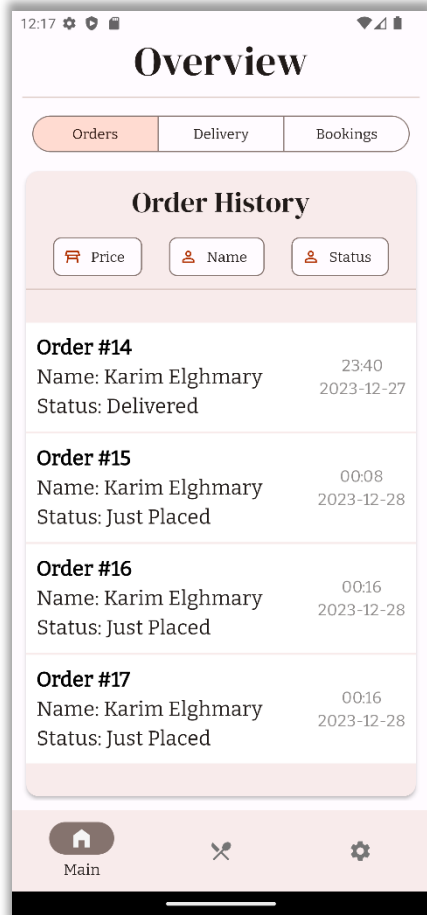 12:17
Overview
Orders Delivery Bookings
Order History
Price Name Status
Order #14
Name: Karim Elghmary
Status: Delivered
23:40
2023-12-27
Order #15
Name: Karim Elghmary
Status: Just Placed
00:08
2023-12-28
Order #16
Name: Karim Elghmary
Status: Just Placed
00:16
2023-12-28
Order #17
Name: Karim Elghmary
Status: Just Placed
00:16
2023-12-28
Main